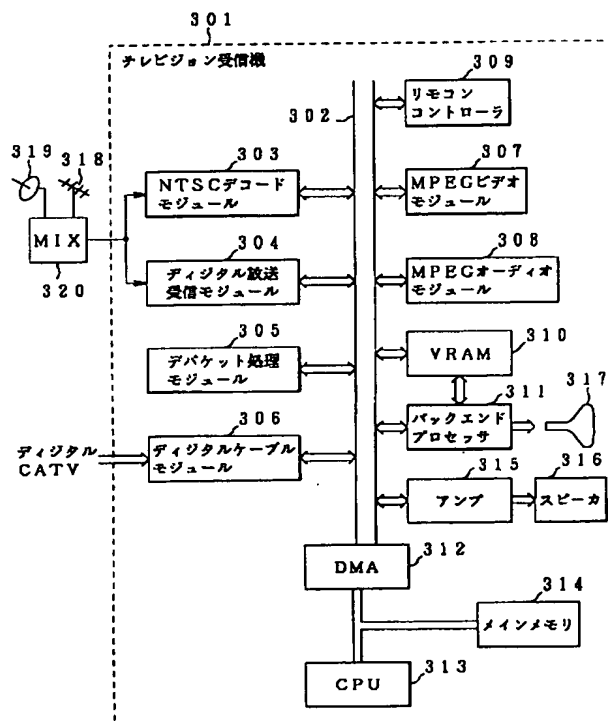 301
テレビジョン受信機
309
リモコン
コントローラ
302
303
NTSCデコード
モジュール
307
MPEGビデオ
モジュール
319
318
MIX
320
304
ディジタル放送
受信モジュール
308
MPEGオーディオ
モジュール
305
デパケット処理
モジュール
310
VRAM
311
バックエンド
プロセッサ
317
306
ディジタルケーブル
モジュール
ディジタル
CATV
315
アンプ
316
スピーカ
312
DMA
314
メインメモリ
CPU
313